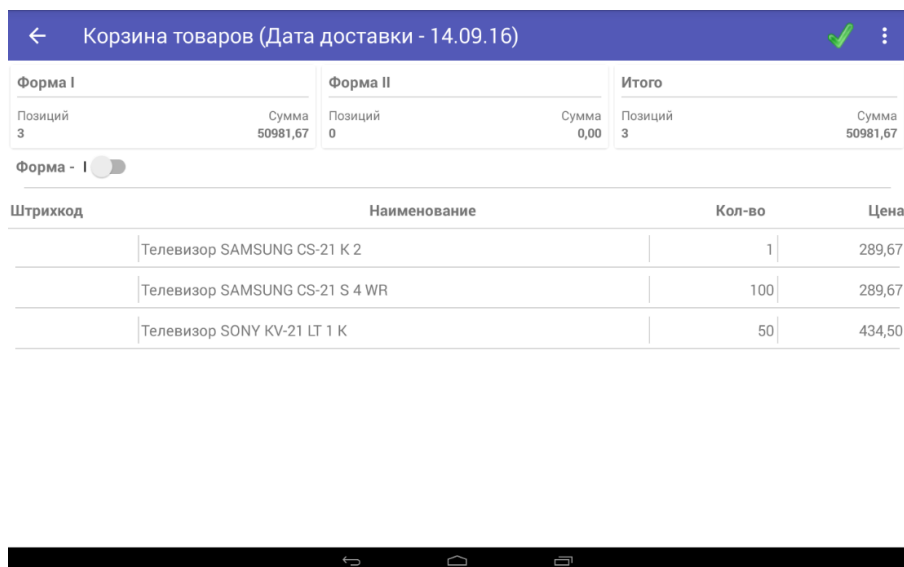 Корзина товаров (Дата доставки - 14.09.16)
Форма I Форма II Итого
Позиций Сумма Позиций Сумма Позиций Сумма
3 50981,67 0 0,00 3 50981,67
Форма - I
Штрихкод Наименование Кол-во Цена
Телевизор SAMSUNG CS-21 K 2 1 289,67
Телевизор SAMSUNG CS-21 S 4 WR 100 289,67
Телевизор SONY KV-21 LT 1 K 50 434,50